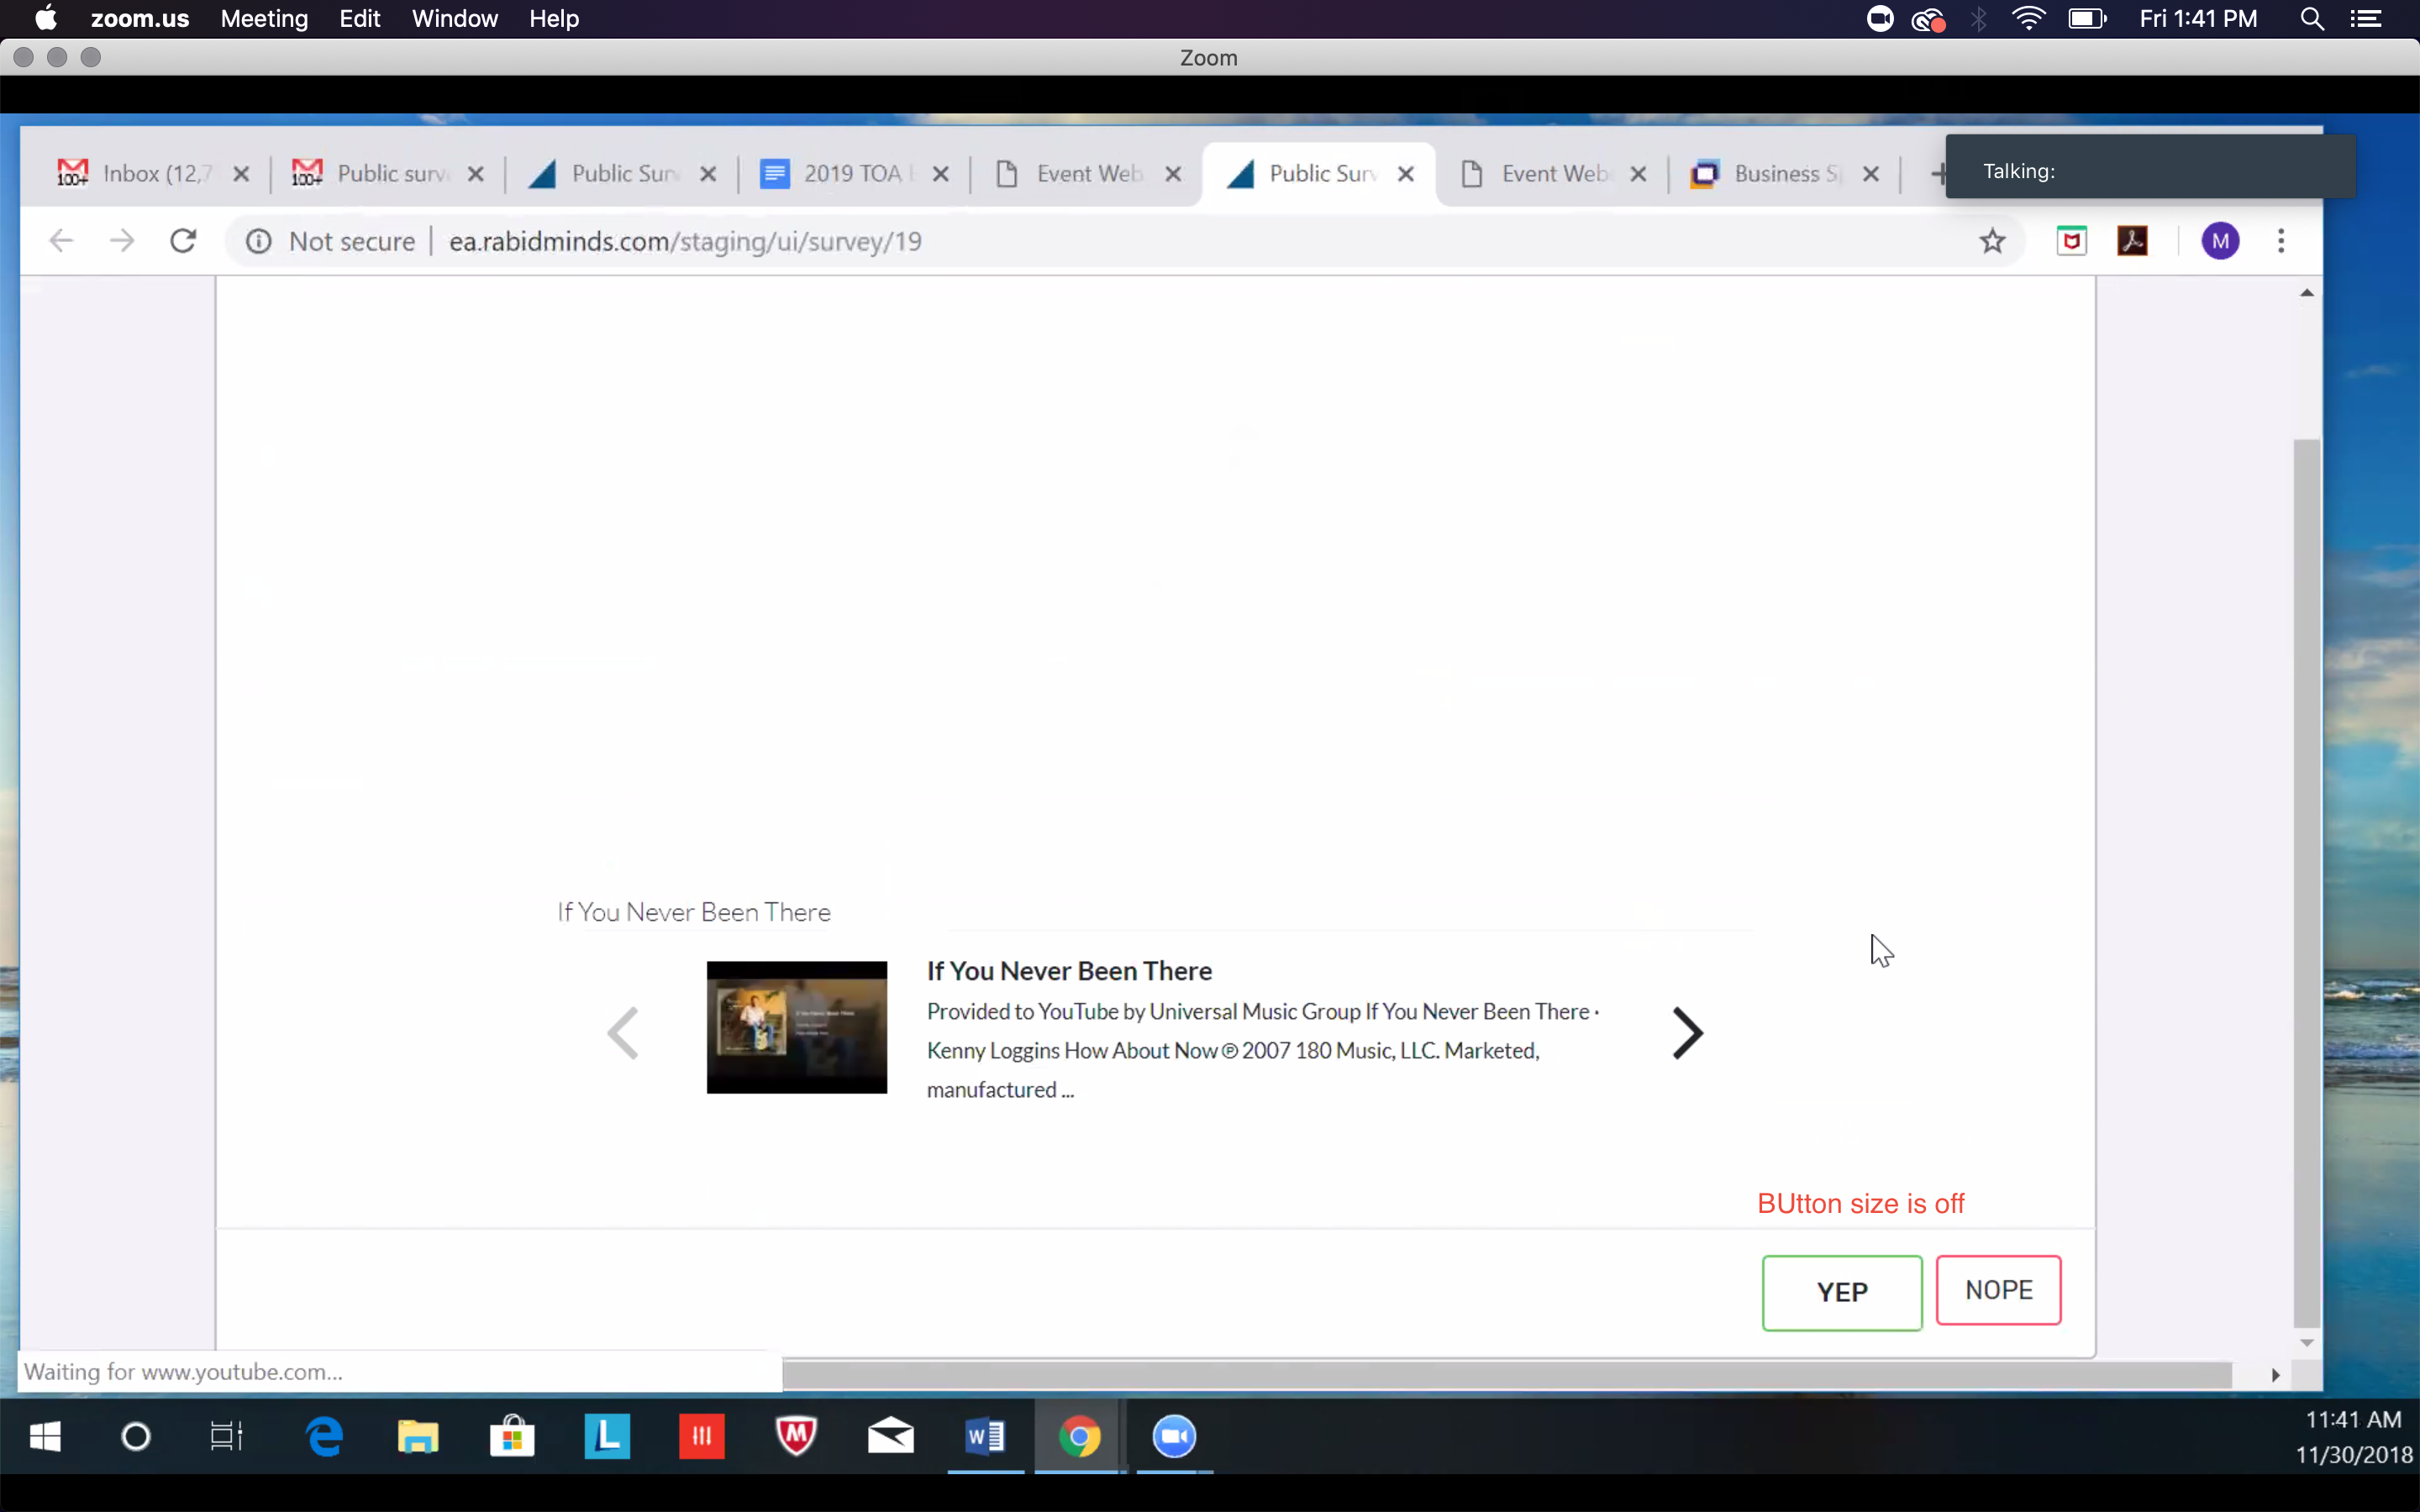 zoom.us Meeting Edit Window Help Fri 1:41 PM
Zoom
Inbox (12,7 Public surv Public Sur 2019 TOA Event Web Public Surv Event Web Business S Talking:
Not secure ea.rabidminds.com/staging/ui/survey/19 M
If You Never Been There
If You Never Been There
Provided to YouTube by Universal Music Group If You Never Been There ·
Kenny Loggins How About Now ℗ 2007 180 Music, LLC. Marketed,
manufactured ...
BUtton size is off
YEP NOPE
Waiting for www.youtube.com...
11:41 AM
11/30/2018